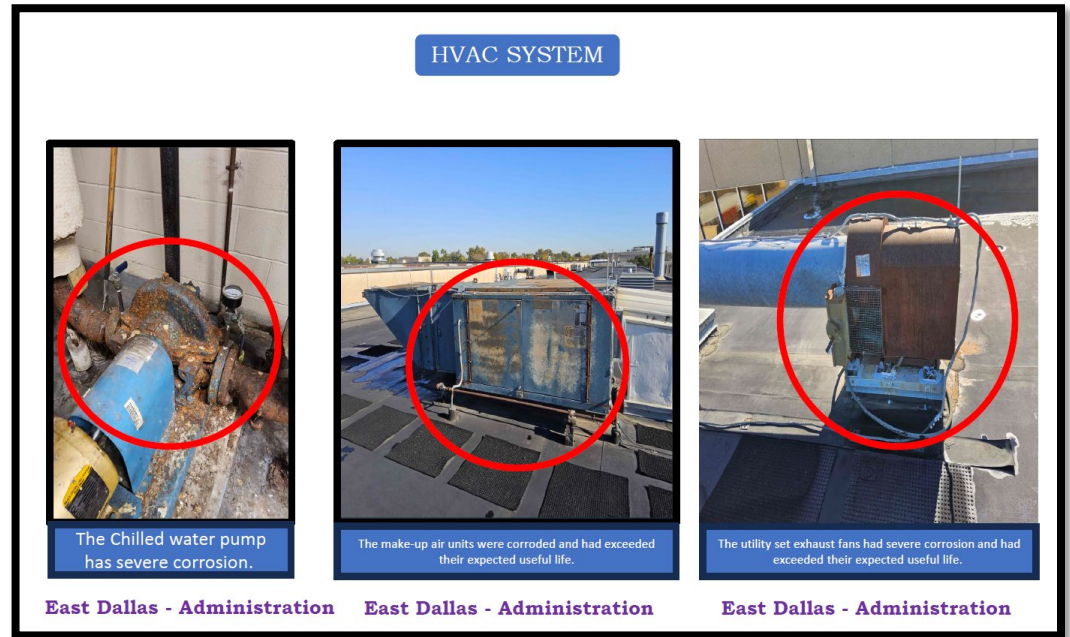 HVAC SYSTEM
The Chilled water pump
has severe corrosion.
The make-up air units were corroded and had exceeded
their expected useful life.
The utility set exhaust fans had severe corrosion and had
exceeded their expected useful life.
East Dallas - Administration
East Dallas - Administration
East Dallas - Administration